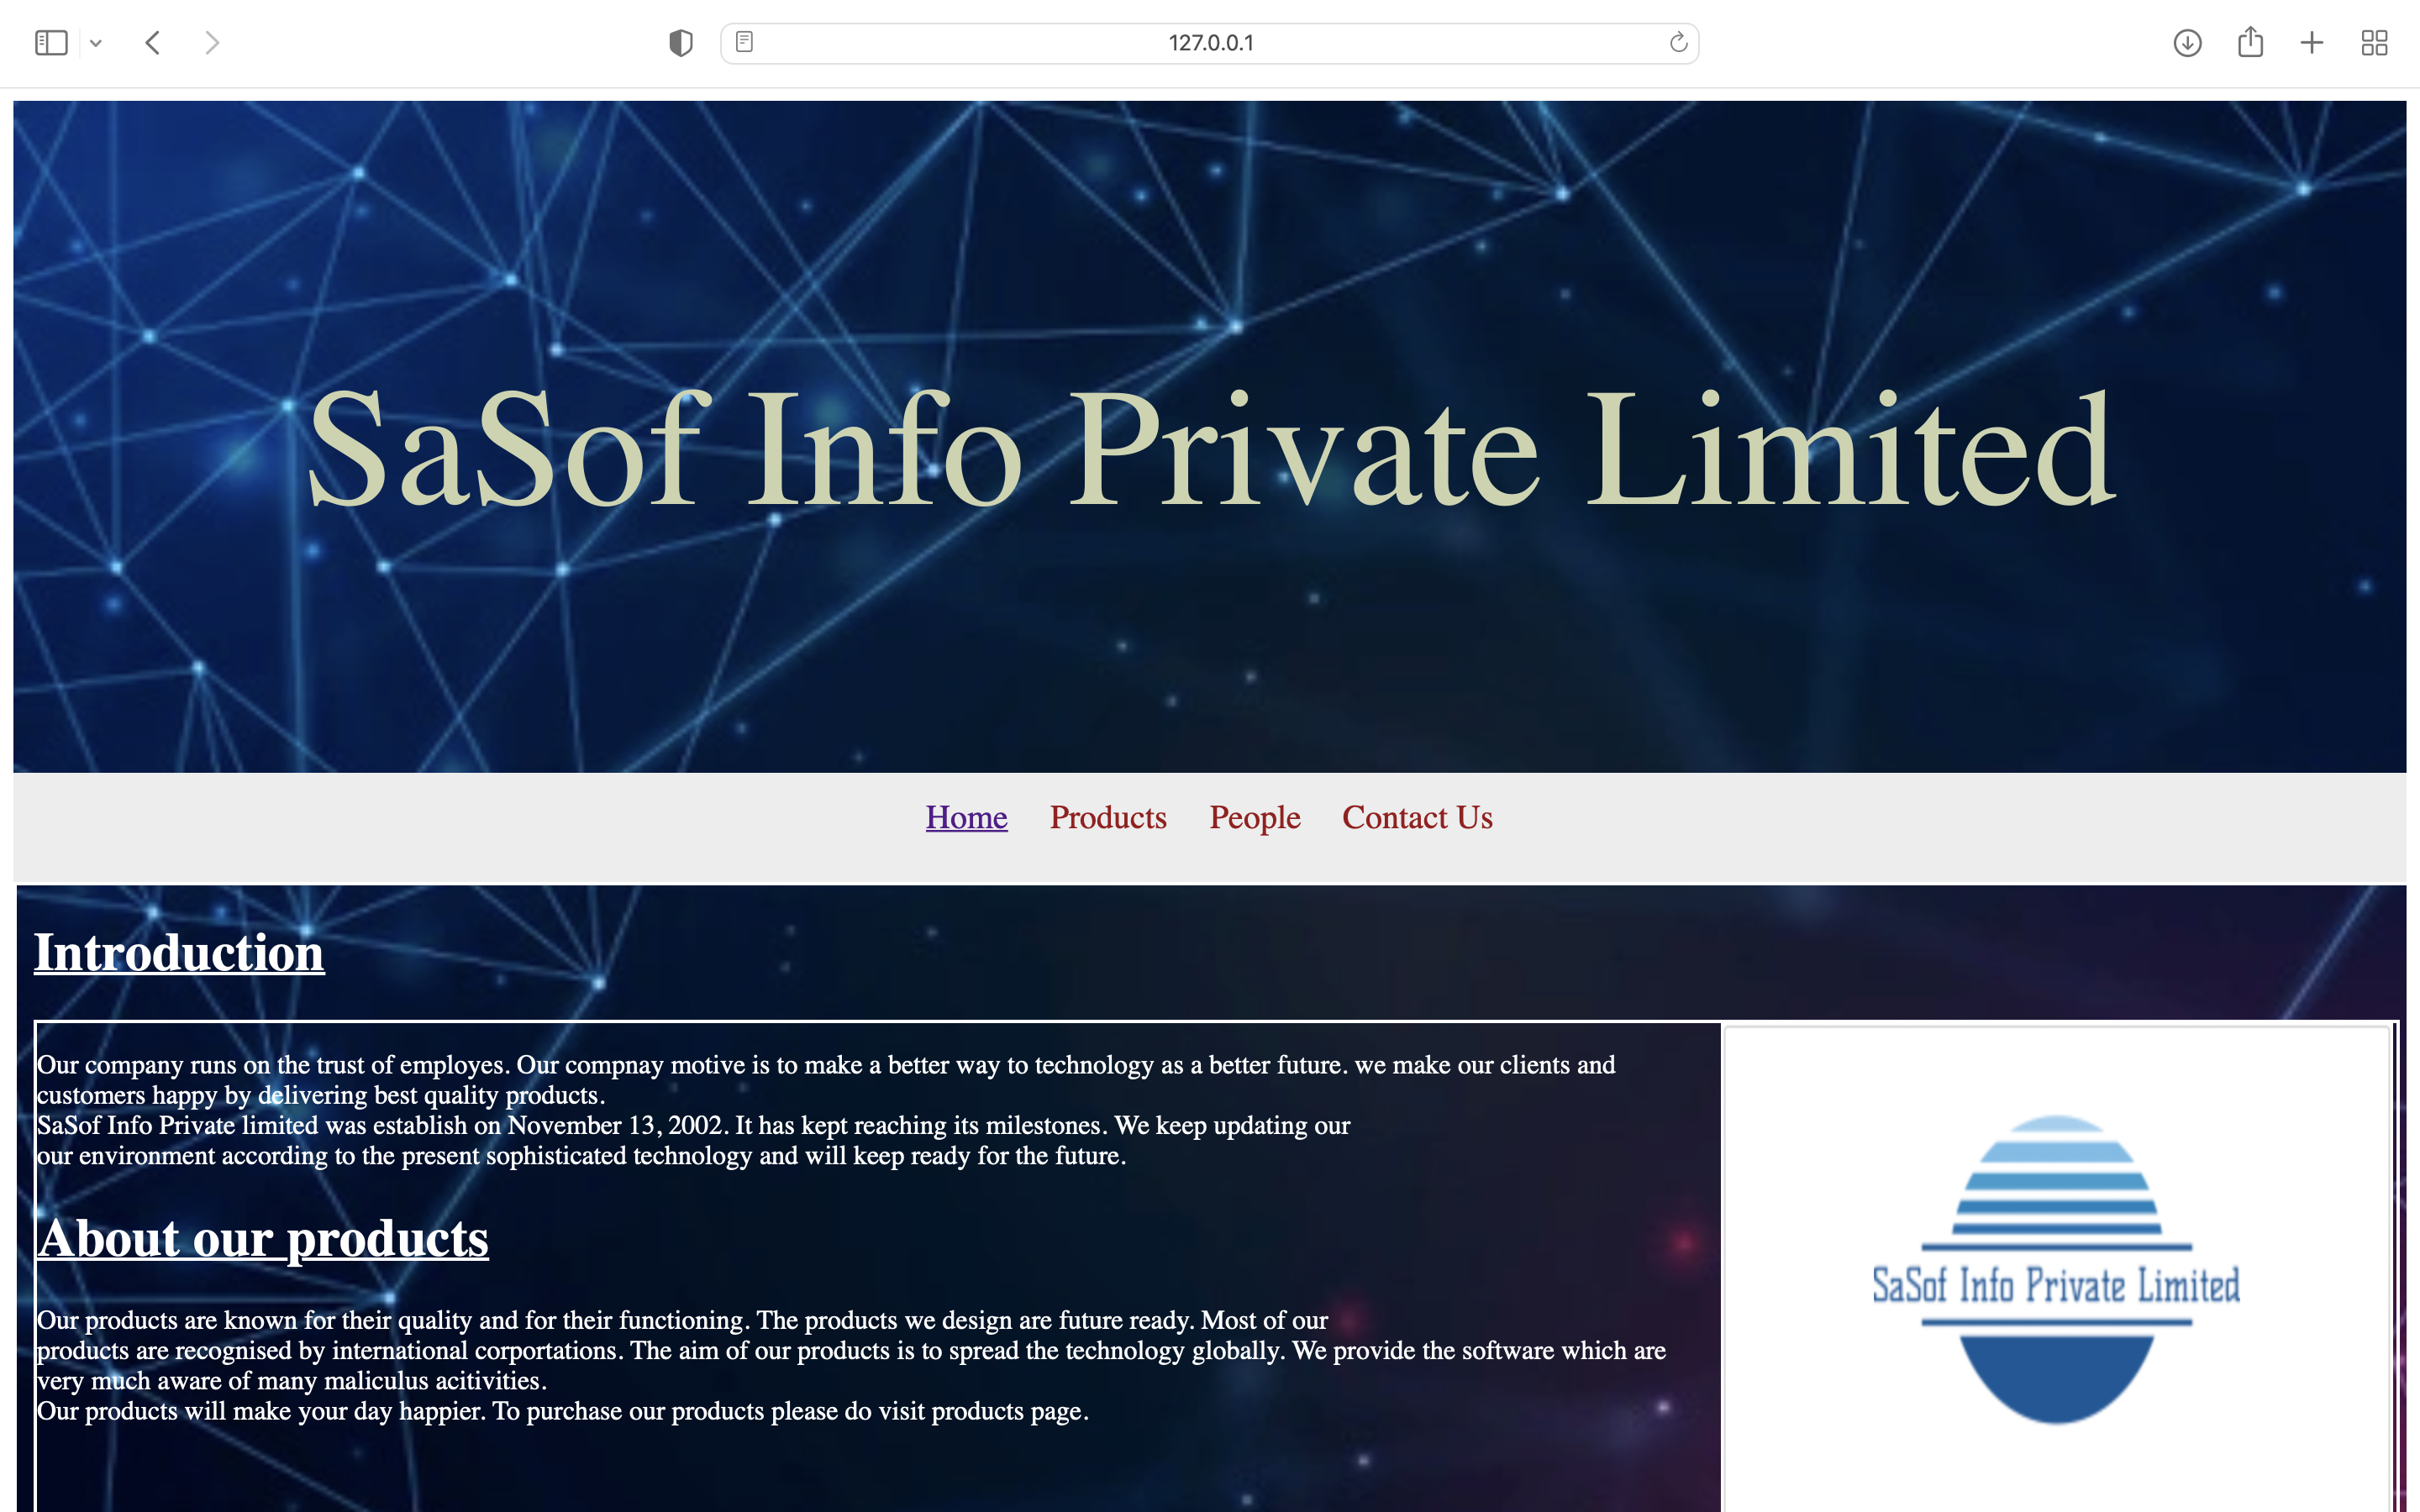 127.0.0.1
SaSof Info Private Limited
Home Products People Contact Us
Introduction
Our company runs on the trust of employes. Our compnay motive is to make a better way to technology as a better future. we make our clients and
customers happy by delivering best quality products.
SaSof Info Private limited was establish on November 13, 2002. It has kept reaching its milestones. We keep updating our
our environment according to the present sophisticated technology and will keep ready for the future.
About our products
Our products are known for their quality and for their functioning. The products we design are future ready. Most of our
products are recognised by international corportations. The aim of our products is to spread the technology globally. We provide the software which are
very much aware of many maliculus acitivities.
Our products will make your day happier. To purchase our products please do visit products page.
SaSof Info Private Limited